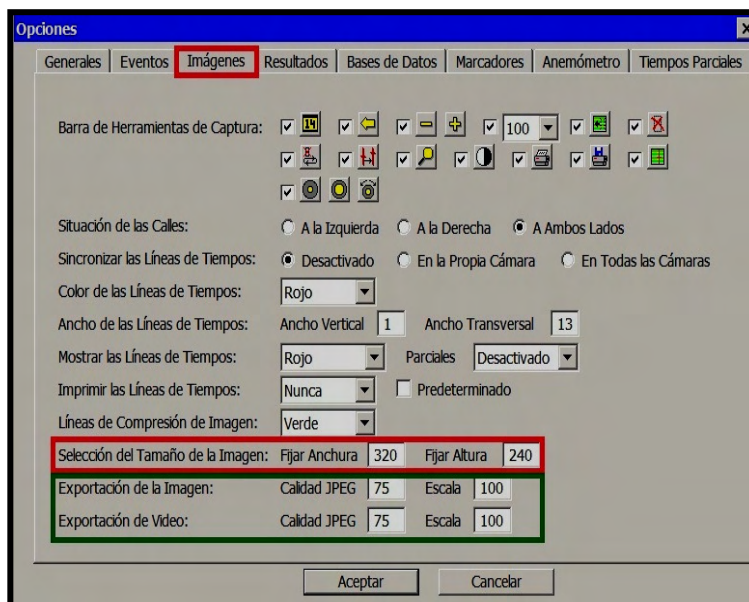 Opciones
Generales Eventos Imágenes Resultados Bases de Datos Marcadores Anemómetro Tiempos Parciales
Barra de Herramientas de Captura: 14 100
Situación de las Calles: A la Izquierda A la Derecha A Ambos Lados
Sincronizar las Líneas de Tiempos: Desactivado En la Propia Cámara En Todas las Cámaras
Color de las Líneas de Tiempos: Rojo
Ancho de las Líneas de Tiempos: Ancho Vertical 1 Ancho Transversal 13
Mostrar las Líneas de Tiempos: Rojo Parciales Desactivado
Imprimir las Líneas de Tiempos: Nunca Predeterminado
Líneas de Compresión de Imagen: Verde
Selección del Tamaño de la Imagen: Fijar Anchura 320 Fijar Altura 240
Exportación de la Imagen: Calidad JPEG 75 Escala 100
Exportación de Video: Calidad JPEG 75 Escala 100
Aceptar Cancelar